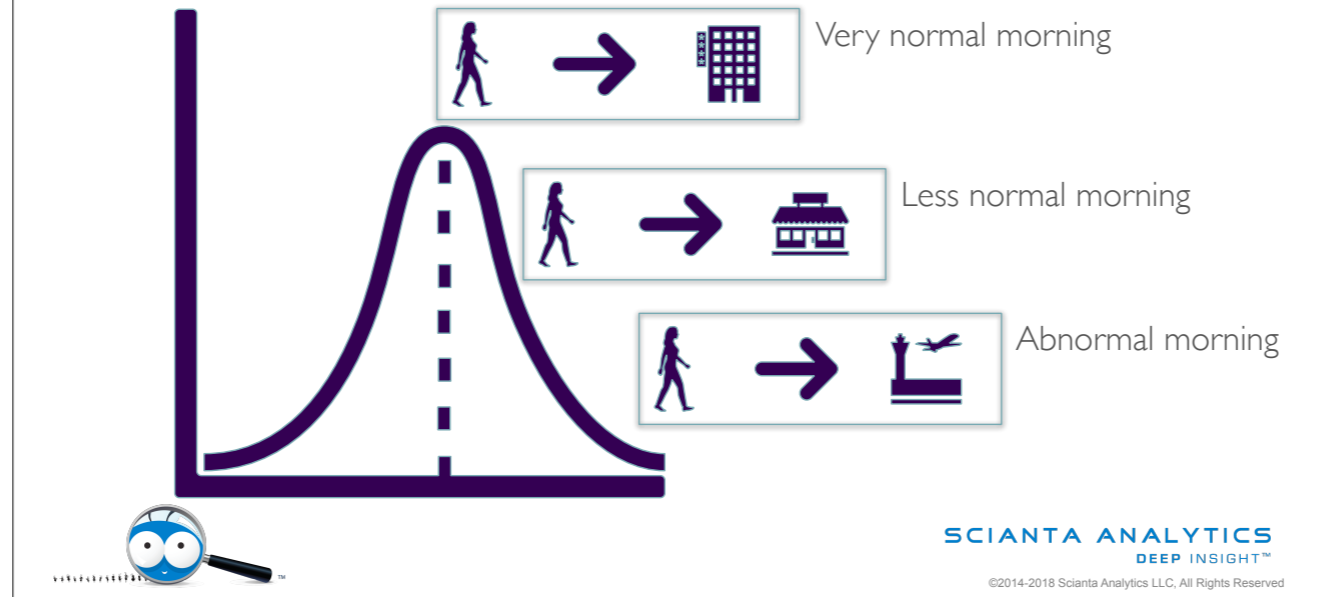 Very normal morning
Less normal morning
Abnormal morning
TM
SCIANTA ANALYTICS
DEEP INSIGHT™
©2014-2018 Scianta Analytics LLC, All Rights Reserved